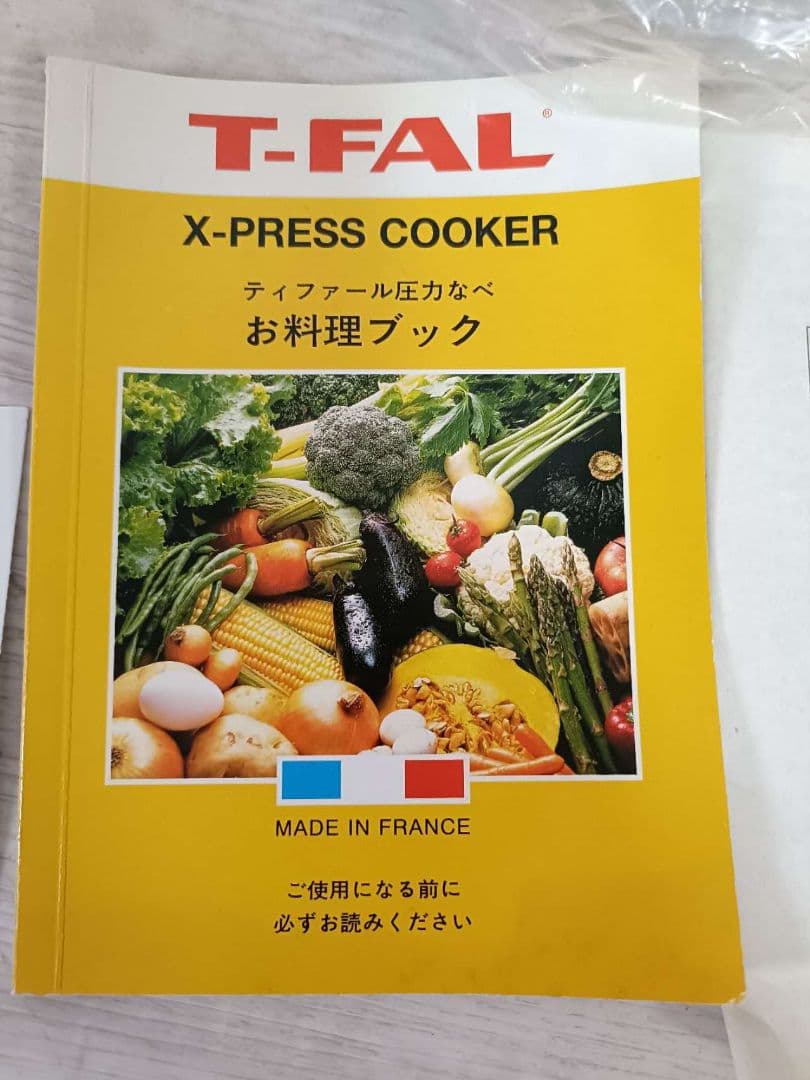 T-FAL®
X-PRESS COOKER
ティファール圧力なべ
お料理ブック
MADE IN FRANCE
ご使用になる前に
必ずお読みください